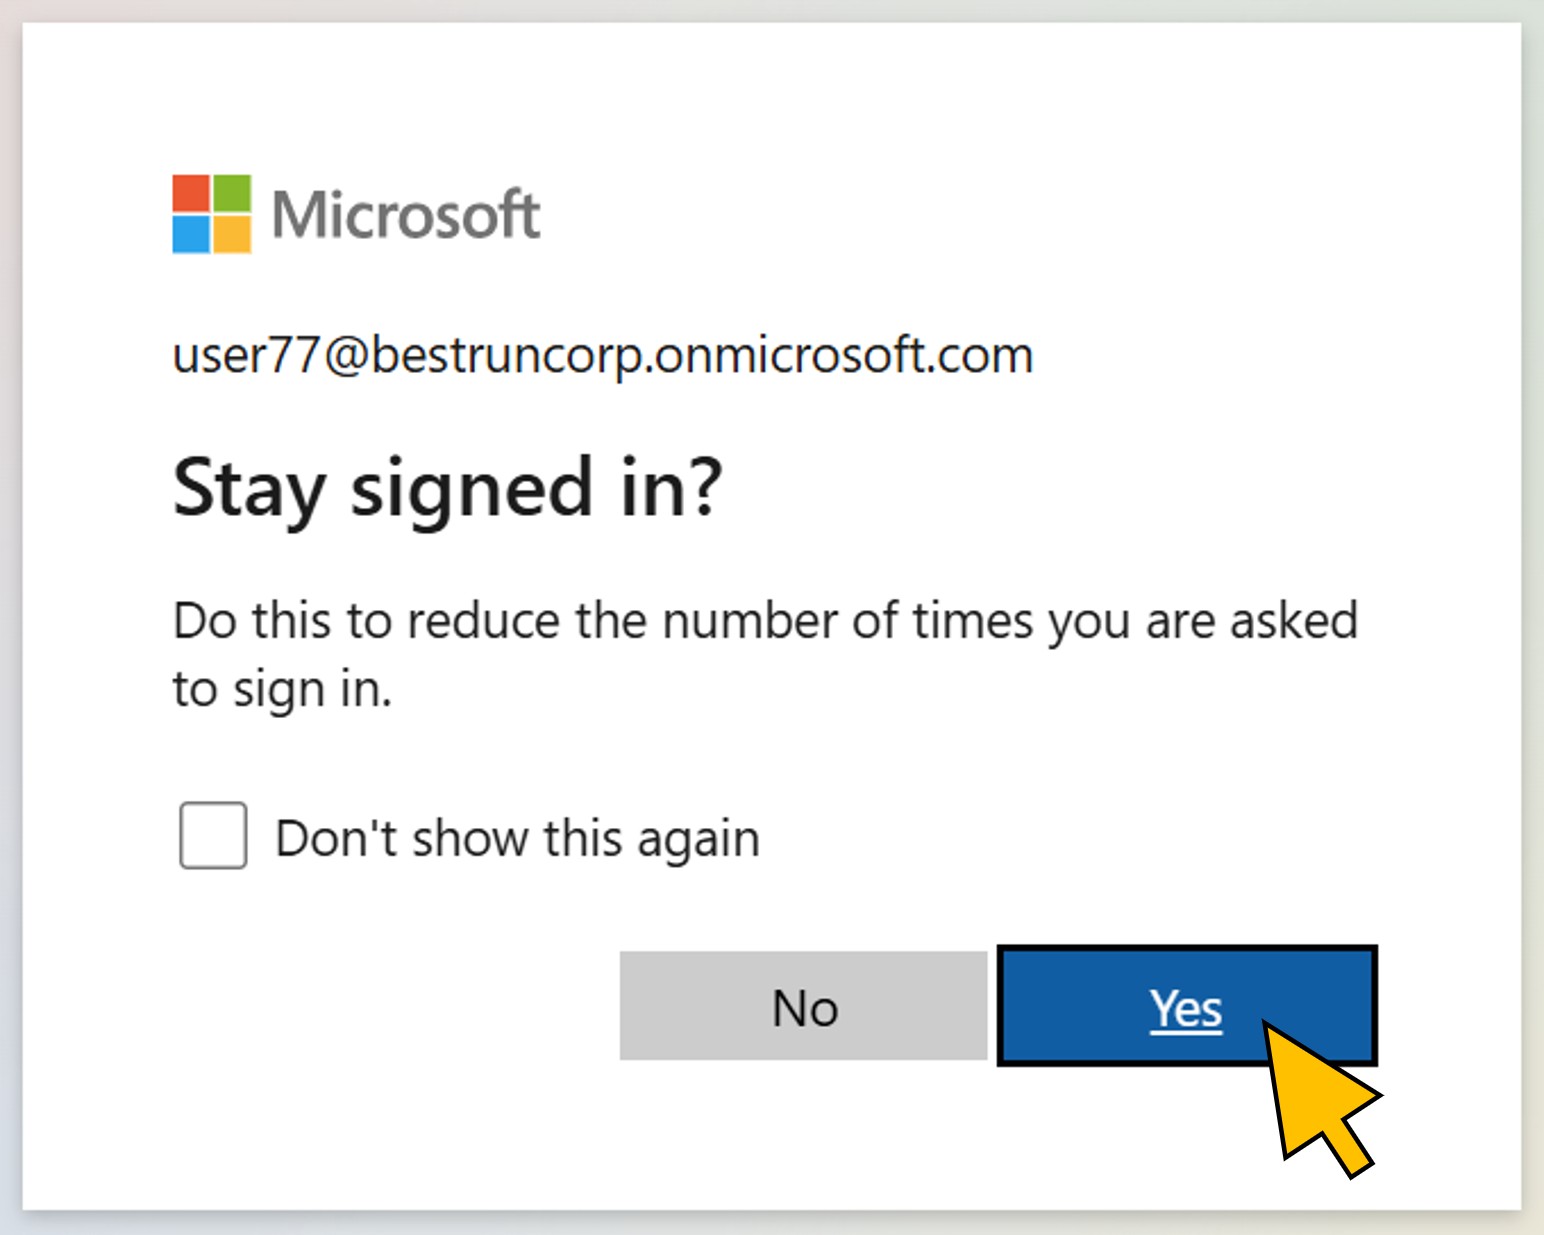 Microsoft
user77@bestruncorp.onmicrosoft.com
Stay signed in?
Do this to reduce the number of times you are asked
to sign in.
Don't show this again
No
Yes